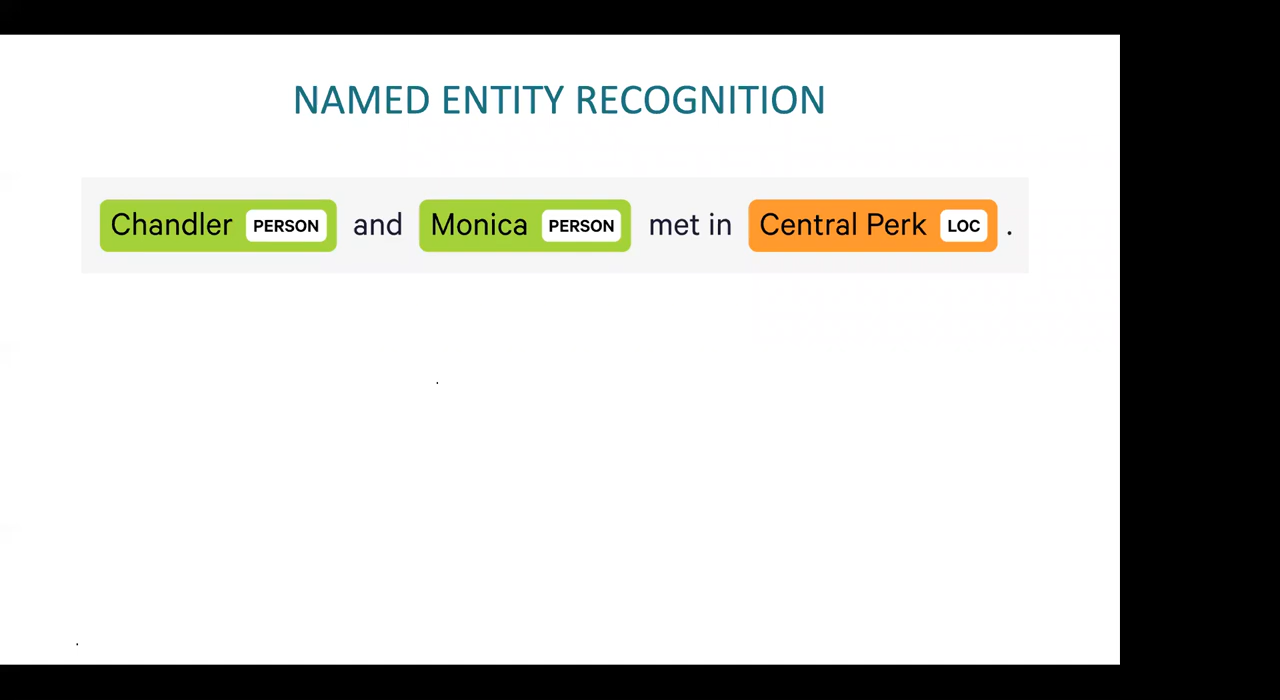 NAMED ENTITY RECOGNITION
Chandler PERSON and Monica PERSON met in Central Perk LOC .